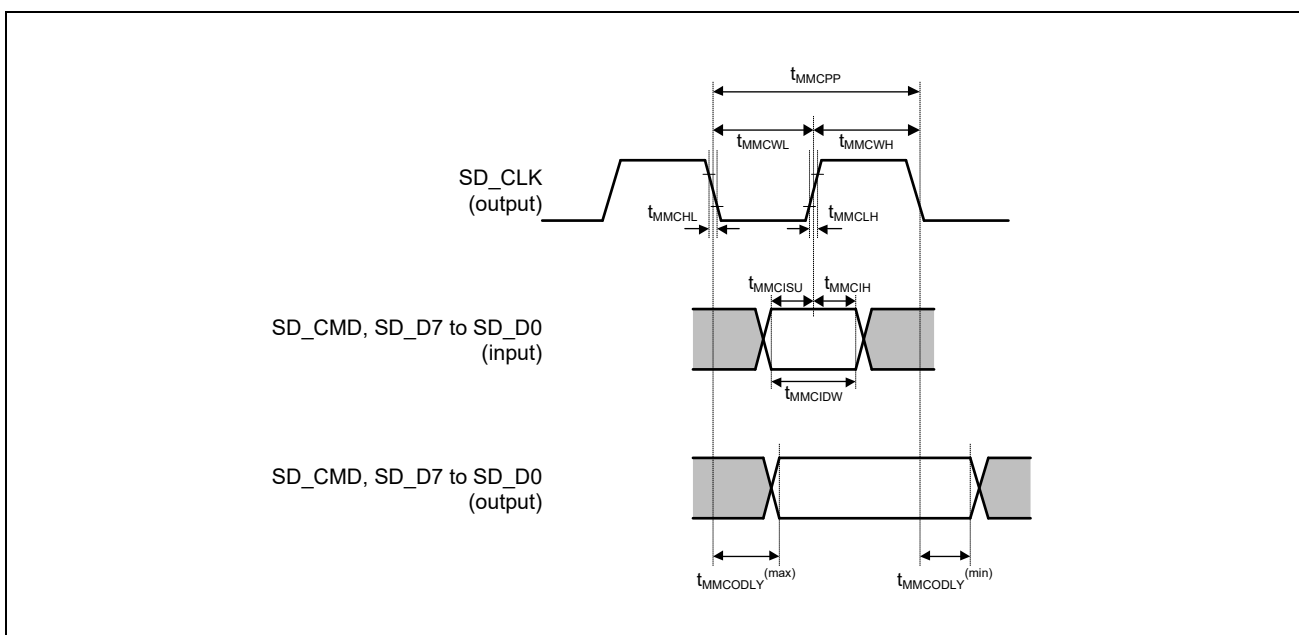 tMMCPP
tMMCWL
tMMCWH
SD_CLK
(output)
tMMCHL
tMMCLH
tMMCISU
tMMCIH
SD_CMD, SD_D7 to SD_D0
(input)
tMMCIDW
SD_CMD, SD_D7 to SD_D0
(output)
tMMCODLY(max)
tMMCODLY(min)